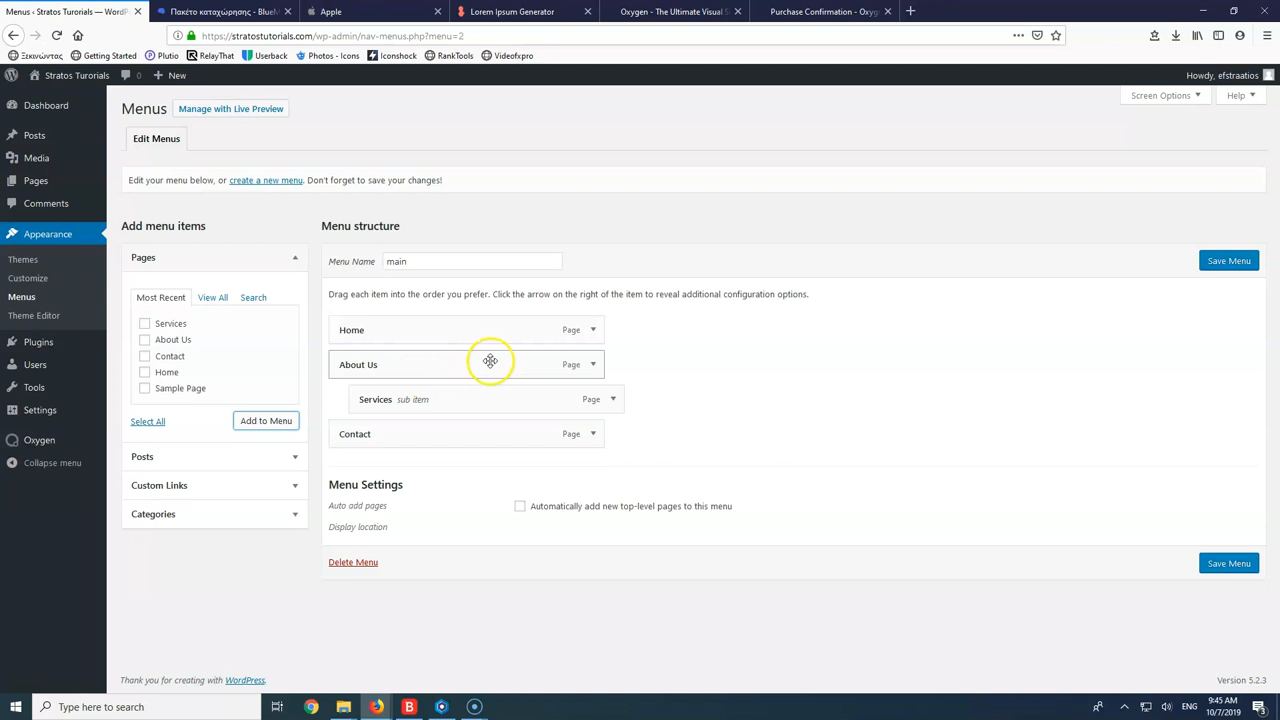 Menus ‹ Stratos Tutorials — WordP
Πακέτο καταχώρησης - BlueM
Apple
Lorem Ipsum Generator
Oxygen - The Ultimate Visual S
Purchase Confirmation - Oxyge
https://stratostutorials.com/wp-admin/nav-menus.php?menu=2
Ξεκινώντας
Getting Started
Plutio
RelayThat
Userback
Photos - Icons
Iconshock
RankTools
Videofxpro
Stratos Tutorials
0
New
Howdy, efstraatios
Dashboard
Posts
Media
Pages
Comments
Appearance
Themes
Customize
Menus
Theme Editor
Plugins
Users
Tools
Settings
Oxygen
Collapse menu
Menus
Manage with Live Preview
Screen Options
Help
Edit Menus
Edit your menu below, or create a new menu. Don't forget to save your changes!
Add menu items
Pages
Most Recent
View All
Search
Services
About Us
Contact
Home
Sample Page
Select All
Add to Menu
Posts
Custom Links
Categories
Menu structure
Menu Name
main
Save Menu
Drag each item into the order you prefer. Click the arrow on the right of the item to reveal additional configuration options.
Home
Page
About Us
Page
Services sub item
Page
Contact
Page
Menu Settings
Auto add pages
Automatically add new top-level pages to this menu
Display location
Delete Menu
Save Menu
Thank you for creating with WordPress.
Version 5.2.3
Type here to search
ENG
9:45 AM
10/7/2019
3